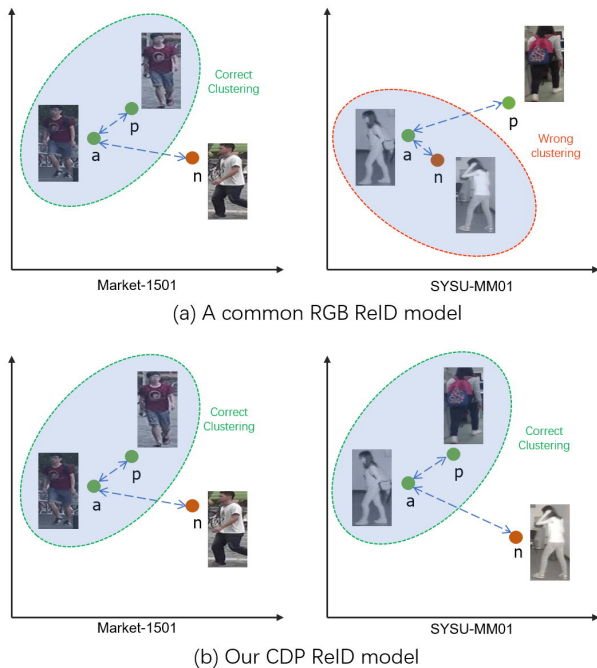 Correct
Clustering
p
a
n
Market-1501
p
a
n
Wrong
clustering
SYSU-MM01
(a) A common RGB ReID model
Correct
Clustering
p
a
n
Market-1501
Correct
Clustering
p
a
n
SYSU-MM01
(b) Our CDP ReID model